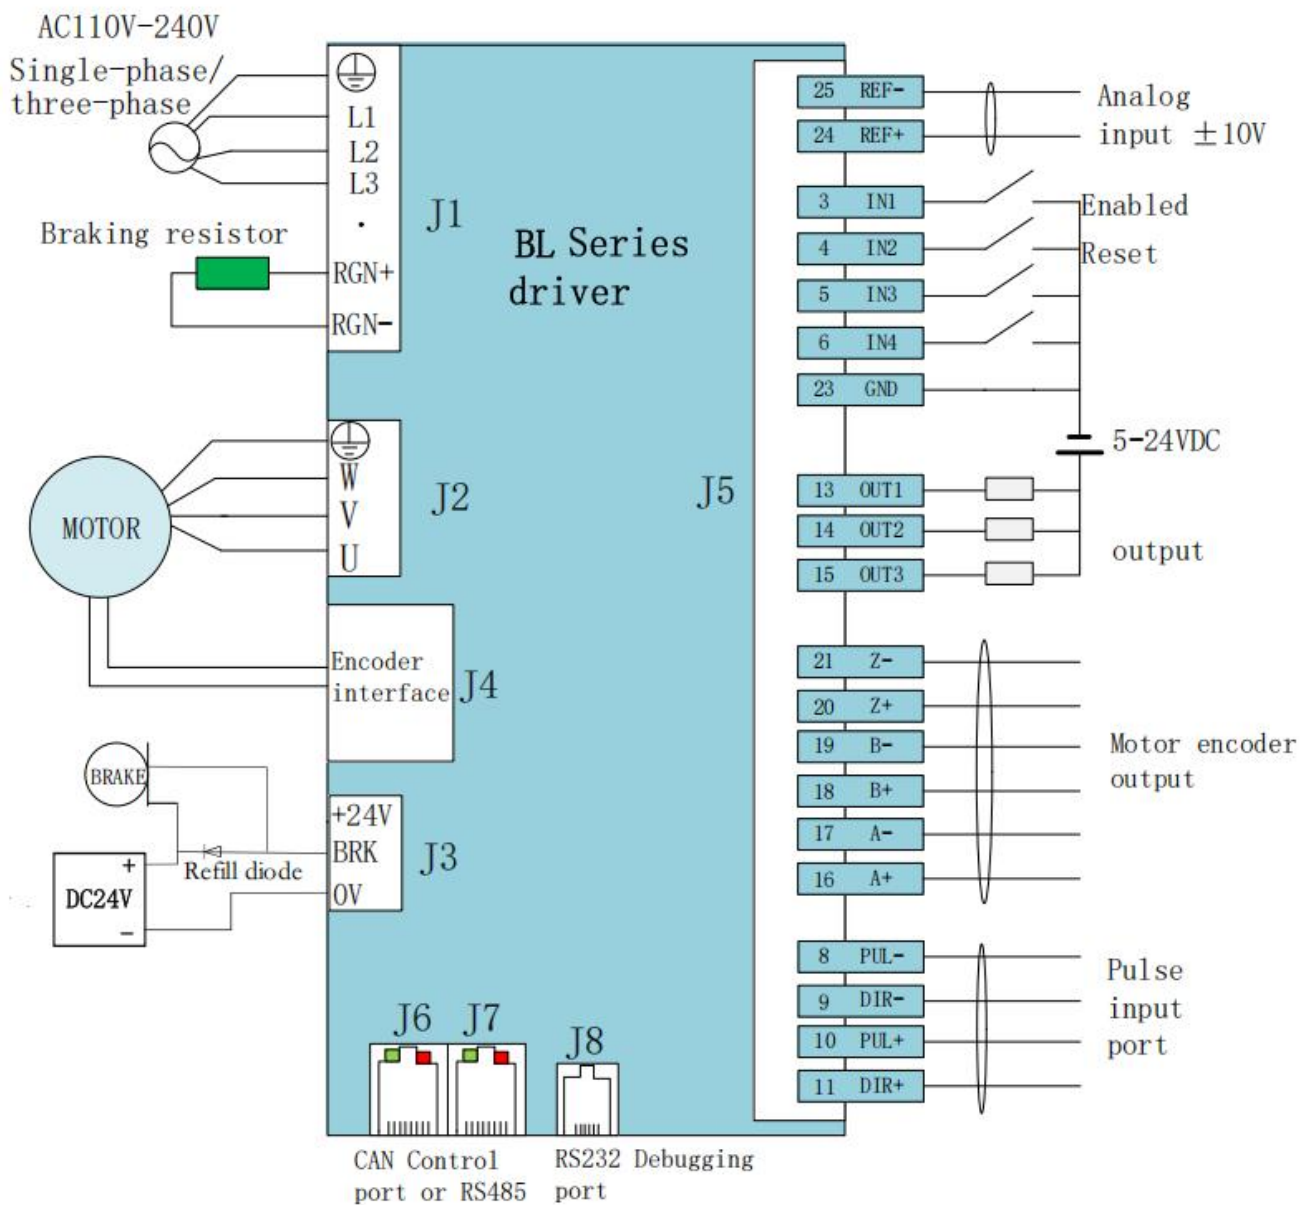 AC110V-240V
Single-phase/
three-phase
L1
L2
L3
.
J1
Braking resistor
RGN+
RGN-
BL Series
driver
MOTOR
W
V
U
J2
Encoder
interface
J4
BRAKE
+24V
BRK
0V
J3
Refill diode
DC24V
+
-
J5
25 REF-
24 REF+
Analog
input ±10V
3 IN1
Enabled
4 IN2
Reset
5 IN3
6 IN4
23 GND
5-24VDC
13 OUT1
14 OUT2
15 OUT3
output
21 Z-
20 Z+
19 B-
18 B+
17 A-
16 A+
Motor encoder
output
8 PUL-
9 DIR-
10 PUL+
11 DIR+
Pulse
input
port
J6
J7
J8
CAN Control
port or RS485
RS232 Debugging
port